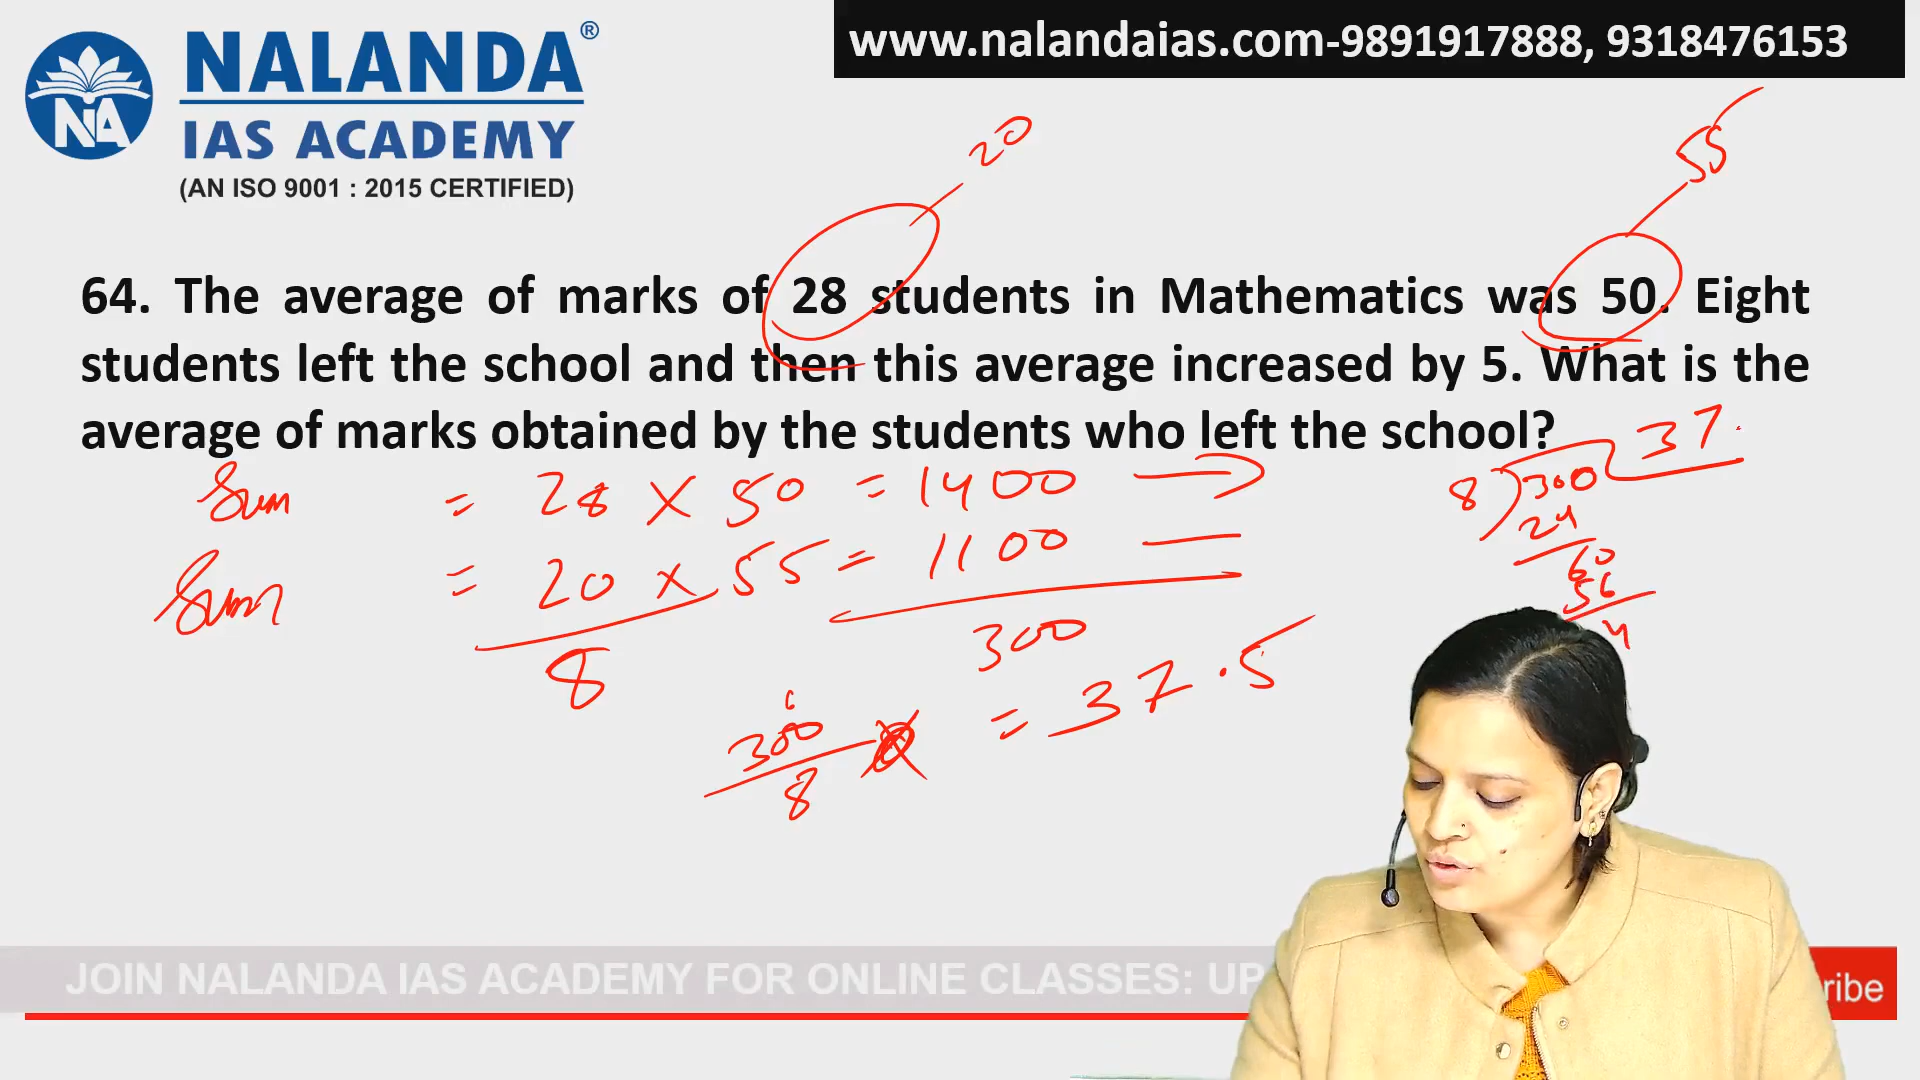 NALANDA®
IAS ACADEMY
(AN ISO 9001 : 2015 CERTIFIED)
NA
www.nalandaias.com-9891917888, 9318476153
20
55
64. The average of marks of 28 students in Mathematics was 50. Eight
students left the school and then this average increased by 5. What is the
average of marks obtained by the students who left the school?
Sum = 28 × 50 = 1400
Sum = 20 × 55 = 1100
8
300
300
8
= 37.5
37.
8 300
24
60
56
4
JOIN NALANDA IAS ACADEMY FOR ONLINE CLASSES: UP
ribe